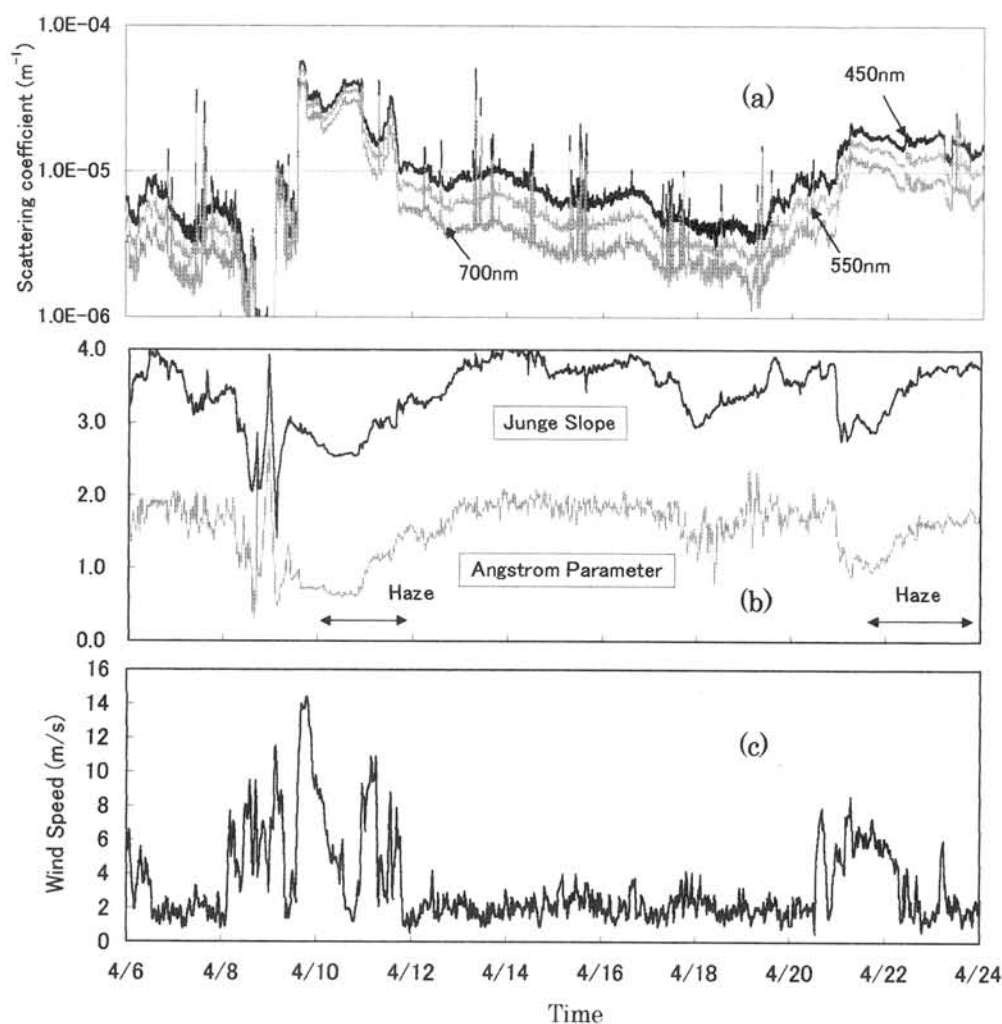 1.0E-04
Scattering coefficient (m⁻¹)
(a)
450nm
1.0E-05
700nm
550nm
1.0E-06
4.0
3.0
Junge Slope
2.0
1.0
Angstrom Parameter
Haze
(b)
Haze
0.0
16
14
12
(c)
10
Wind Speed (m/s)
8
6
4
2
0
4/6 4/8 4/10 4/12 4/14 4/16 4/18 4/20 4/22 4/24
Time